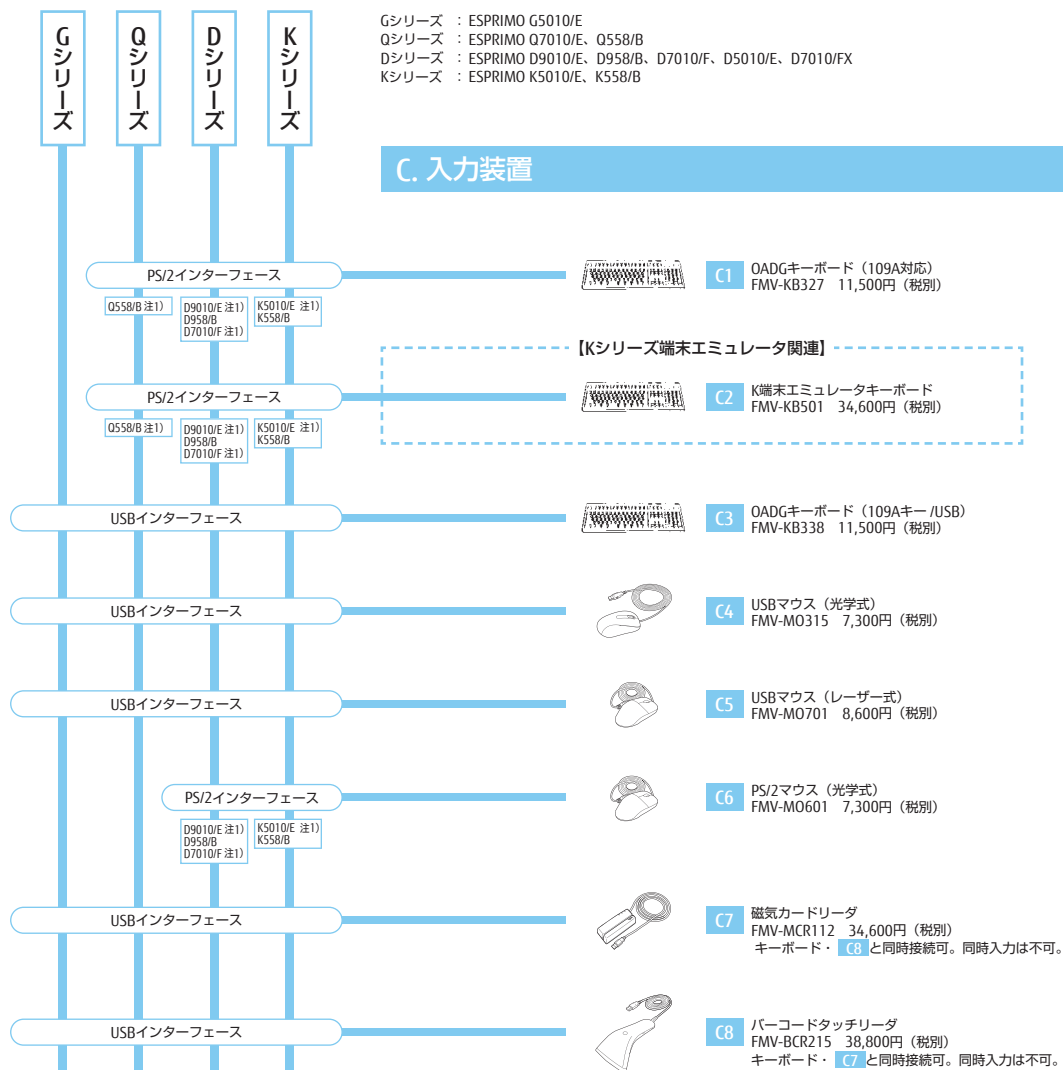 Gシリーズ
Qシリーズ
Dシリーズ
Kシリーズ
Gシリーズ ：ESPRIMO G5010/E
Qシリーズ ：ESPRIMO Q7010/E、Q558/B
Dシリーズ ：ESPRIMO D9010/E、D958/B、D7010/F、D5010/E、D7010/FX
Kシリーズ ：ESPRIMO K5010/E、K558/B
C. 入力装置
PS/2インターフェース
Q558/B 注1）
D9010/E 注1）
D958/B
D7010/F 注1）
K5010/E 注1）
K558/B
C1
OADGキーボード（109A対応）
FMV-KB327 11,500円（税別）
【Kシリーズ端末エミュレータ関連】
PS/2インターフェース
Q558/B 注1）
D9010/E 注1）
D958/B
D7010/F 注1）
K5010/E 注1）
K558/B
C2
K端末エミュレータキーボード
FMV-KB501 34,600円（税別）
USBインターフェース
C3
OADGキーボード（109Aキー /USB）
FMV-KB338 11,500円（税別）
USBインターフェース
C4
USBマウス（光学式）
FMV-MO315 7,300円（税別）
USBインターフェース
C5
USBマウス（レーザー式）
FMV-MO701 8,600円（税別）
PS/2インターフェース
D9010/E 注1）
D958/B
D7010/F 注1）
K5010/E 注1）
K558/B
C6
PS/2マウス（光学式）
FMV-MO601 7,300円（税別）
USBインターフェース
C7
磁気カードリーダ
FMV-MCR112 34,600円（税別）
キーボード・ C8 と同時接続可。同時入力は不可。
USBインターフェース
C8
バーコードタッチリーダ
FMV-BCR215 38,800円（税別）
キーボード・ C7 と同時接続可。同時入力は不可。